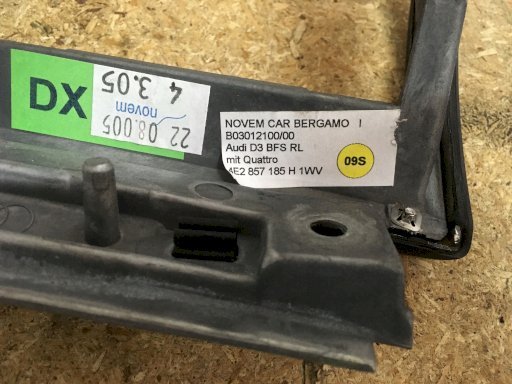 DX
22 08.005
novem
4 3.05
NOVEM CAR BERGAMO I
B03012100/00
Audi D3 BFS RL
mit Quattro
4E2 857 185 H 1WV
09S